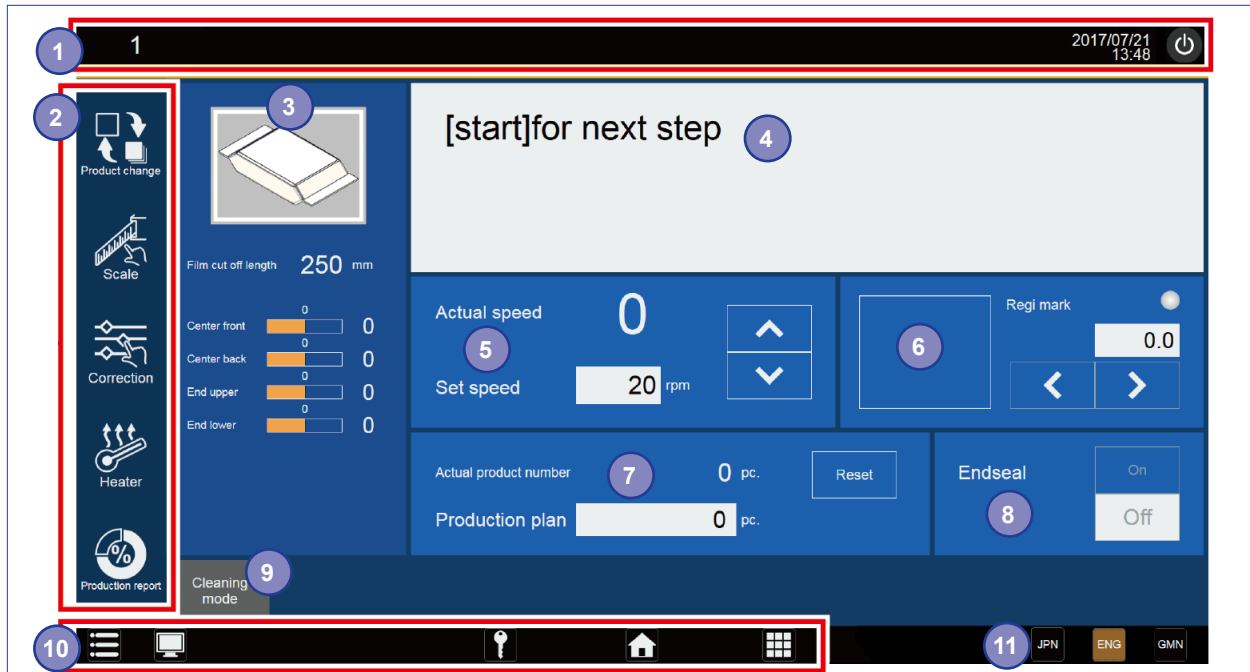 1
1
2017/07/21
13:48
2
Product change
Scale
Correction
Heater
Production report
3
Film cut off length 250 mm
0
Center front 0
0
Center back 0
0
End upper 0
0
End lower 0
[start]for next step
4
Actual speed 0
5
Set speed 20 rpm
6
Regi mark
0.0
Actual product number 0 pc.
7
Reset
Production plan 0 pc.
Endseal
8
On
Off
Cleaning
mode
9
10
11
JPN ENG GMN
%